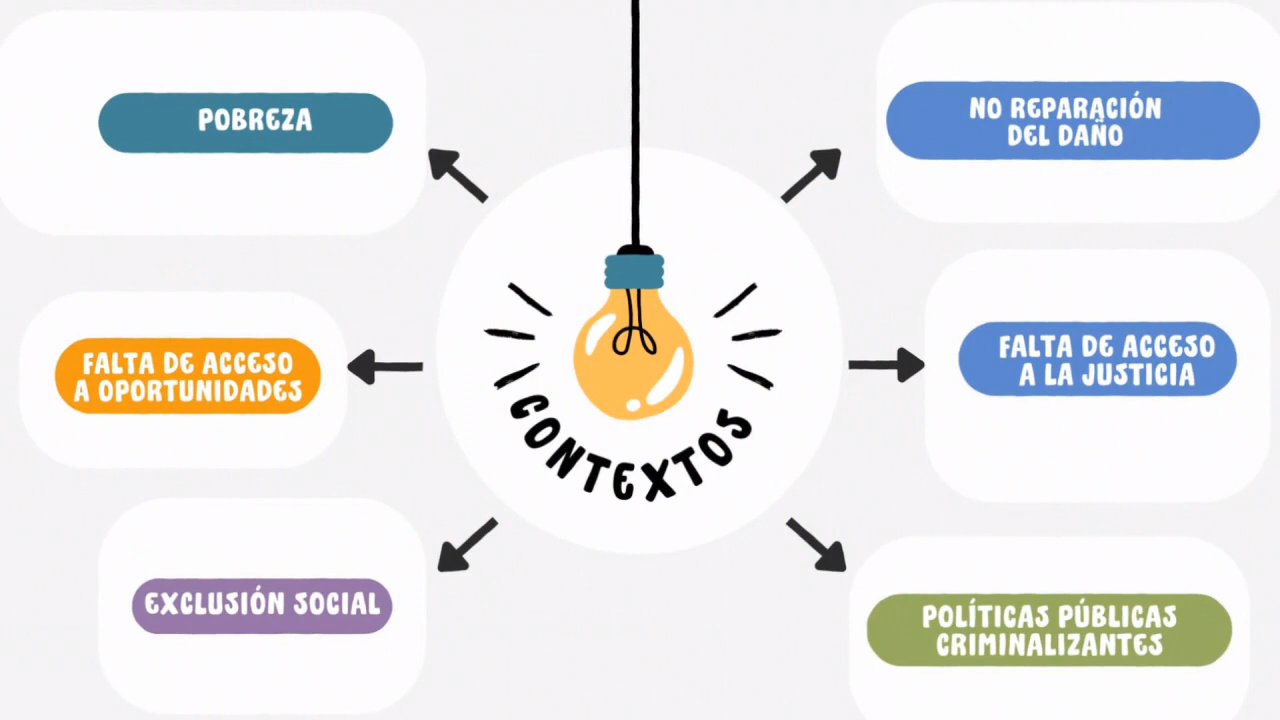 POBREZA
FALTA DE ACCESO
A OPORTUNIDADES
EXCLUSIÓN SOCIAL
CONTEXTOS
NO REPARACIÓN
DEL DAÑO
FALTA DE ACCESO
A LA JUSTICIA
POLÍTICAS PÚBLICAS
CRIMINALIZANTES